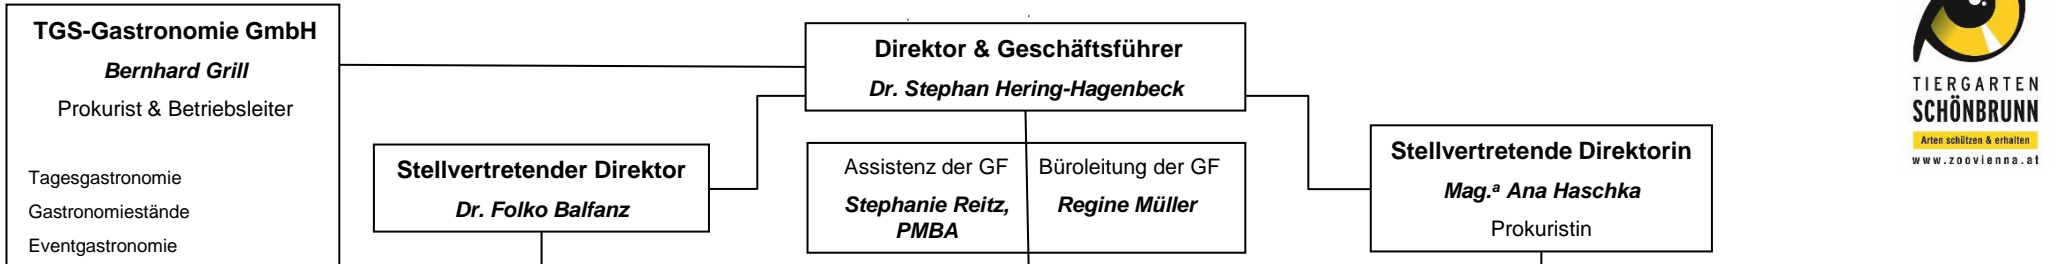 TGS-Gastronomie GmbH
Bernhard Grill
Prokurist & Betriebsleiter
Tagesgastronomie
Gastronomiestände
Eventgastronomie
Direktor & Geschäftsführer
Dr. Stephan Hering-Hagenbeck
Stellvertretender Direktor
Dr. Folko Balfanz
Assistenz der GF
Stephanie Reitz,
PMBA
Büroleitung der GF
Regine Müller
Stellvertretende Direktorin
Mag.ª Ana Haschka
Prokuristin
TIERGARTEN
SCHÖNBRUNN
Arten schützen & erhalten
www.zoovienna.at